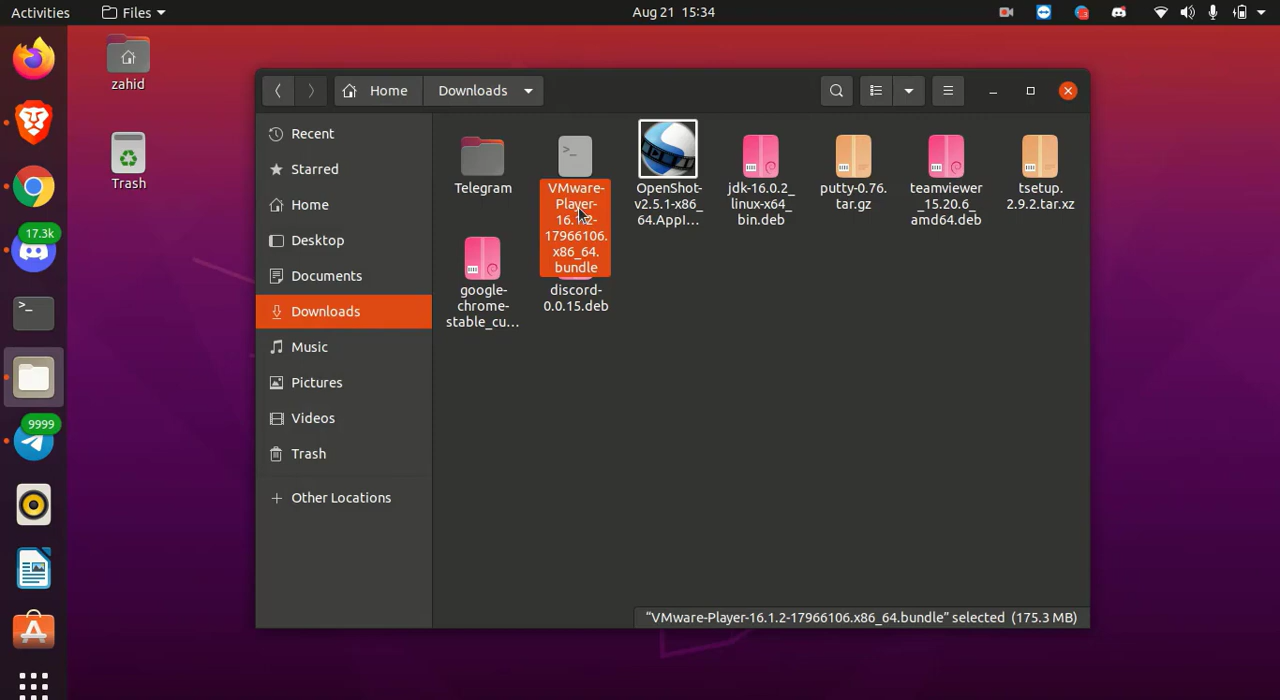 Activities
Files
Aug 21 15:34
3
zahid
Trash
17.3k
9999
Home
Downloads
Recent
Starred
Home
Desktop
Documents
Downloads
Music
Pictures
Videos
Trash
Other Locations
Telegram
VMware-
Player-
16.1.2-
17966106.
x86_64.
bundle
OpenShot-
v2.5.1-x86_
64.AppI…
jdk-16.0.2_
linux-x64_
bin.deb
putty-0.76.
tar.gz
teamviewer
_15.20.6_
amd64.deb
tsetup.
2.9.2.tar.xz
google-
chrome-
stable_cu…
discord-
0.0.15.deb
“VMware-Player-16.1.2-17966106.x86_64.bundle” selected (175.3 MB)